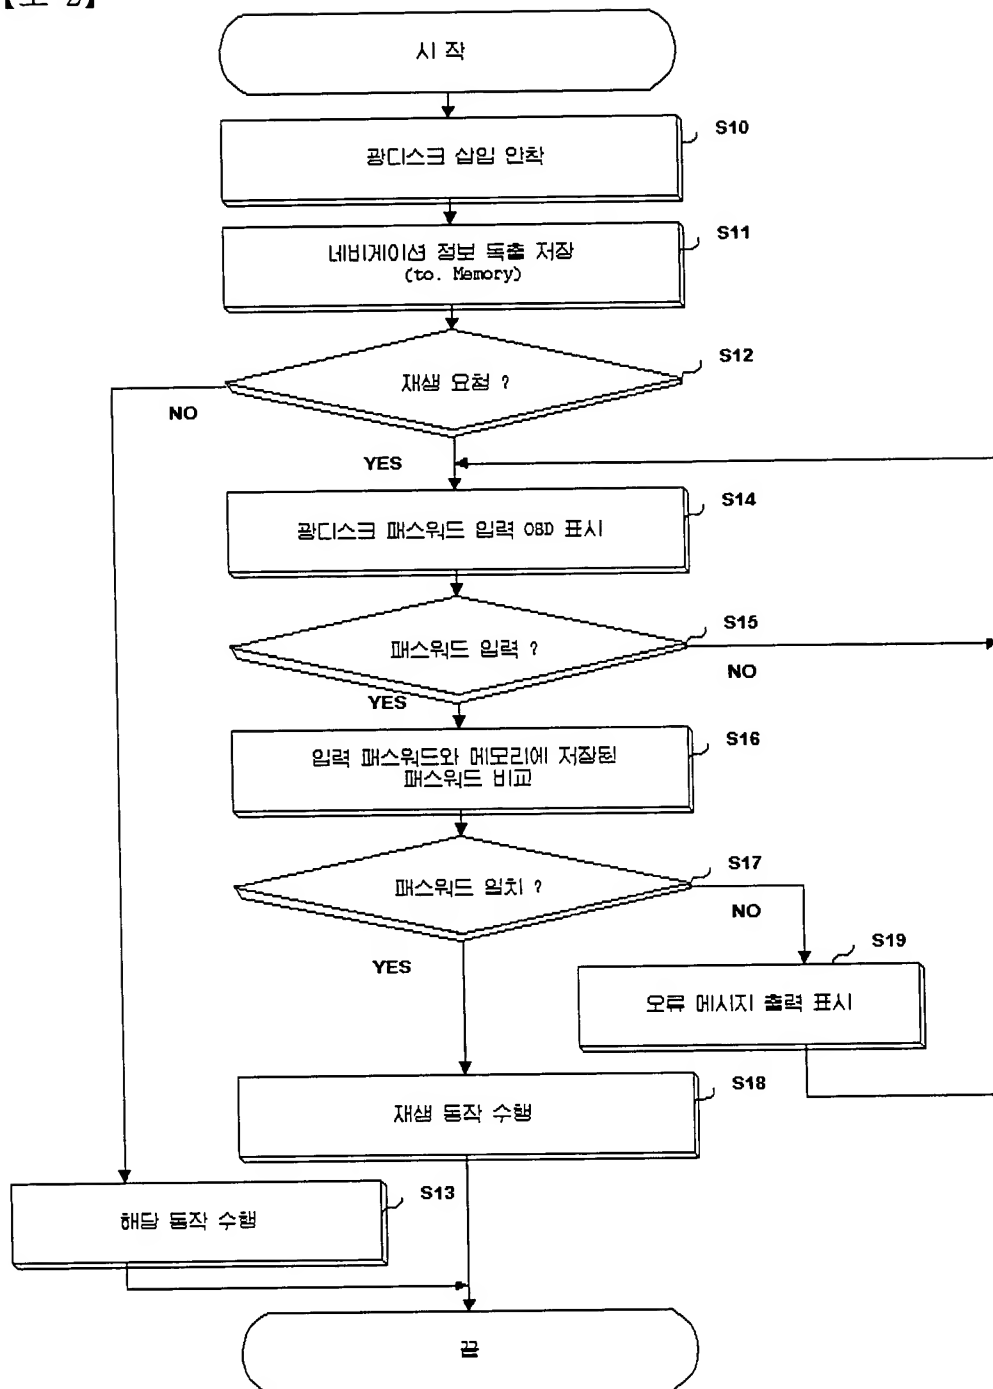 시 작
S10
광디스크 삽입 안착
S11
네비게이션 정보 독출 저장
(to. Memory)
S12
재생 요청 ?
NO
YES
S14
광디스크 패스워드 입력 OSD 표시
S15
패스워드 입력 ?
NO
YES
S16
입력 패스워드와 메모리에 저장된
패스워드 비교
S17
패스워드 일치 ?
NO
YES
S19
오류 메시지 출력 표시
S18
재생 동작 수행
S13
해당 동작 수행
끝